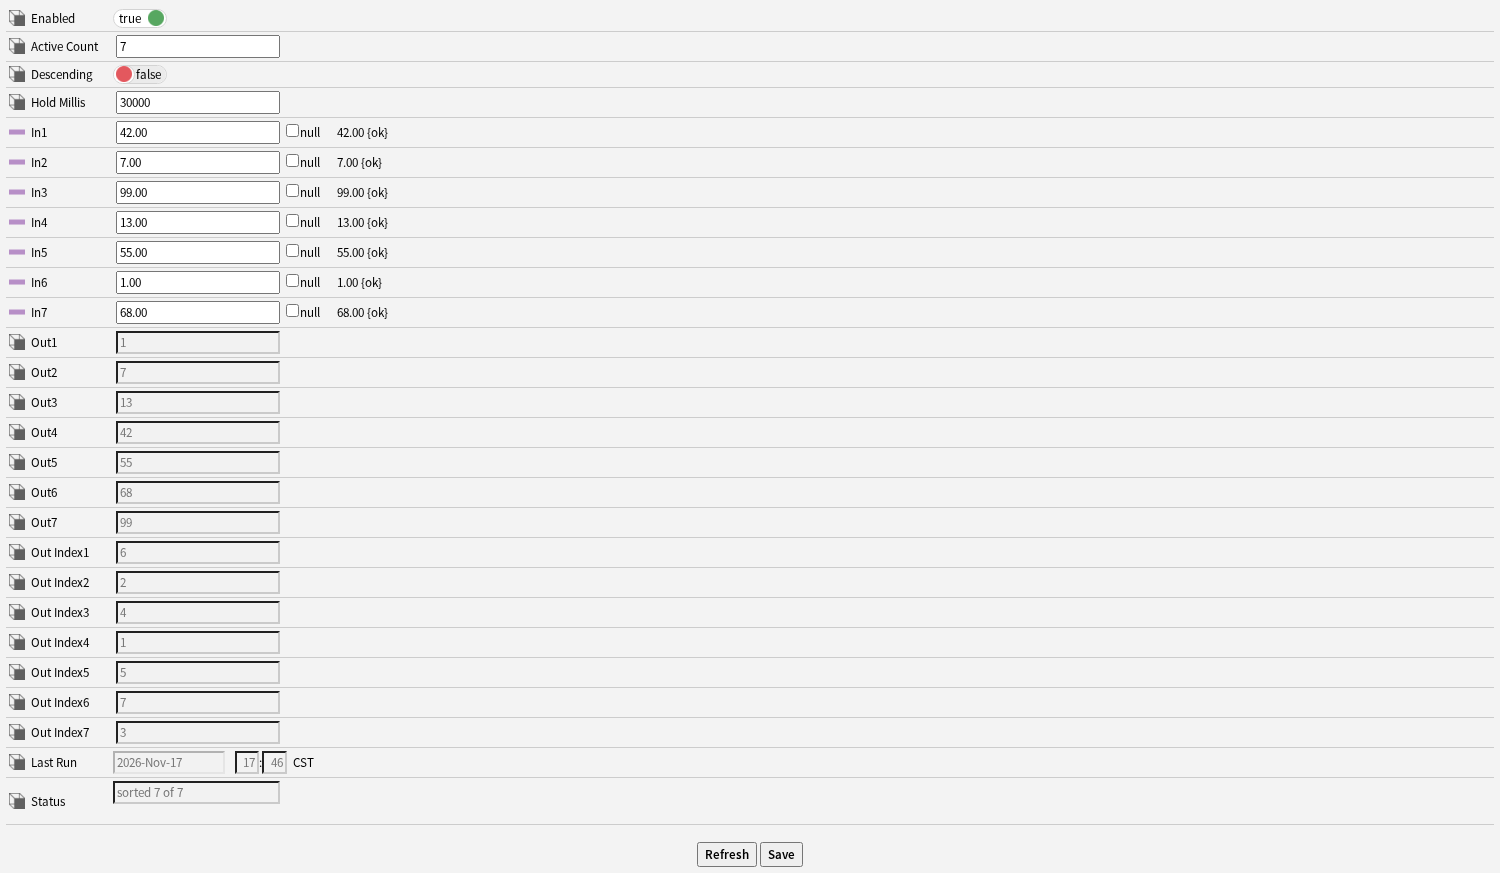 Enabled true
Active Count 7
Descending false
Hold Millis 30000
In1 42.00 null 42.00 {ok}
In2 7.00 null 7.00 {ok}
In3 99.00 null 99.00 {ok}
In4 13.00 null 13.00 {ok}
In5 55.00 null 55.00 {ok}
In6 1.00 null 1.00 {ok}
In7 68.00 null 68.00 {ok}
Out1 1
Out2 7
Out3 13
Out4 42
Out5 55
Out6 68
Out7 99
Out Index1 6
Out Index2 2
Out Index3 4
Out Index4 1
Out Index5 5
Out Index6 7
Out Index7 3
Last Run 2026-Nov-17 17 : 46 CST
Status sorted 7 of 7
Refresh Save